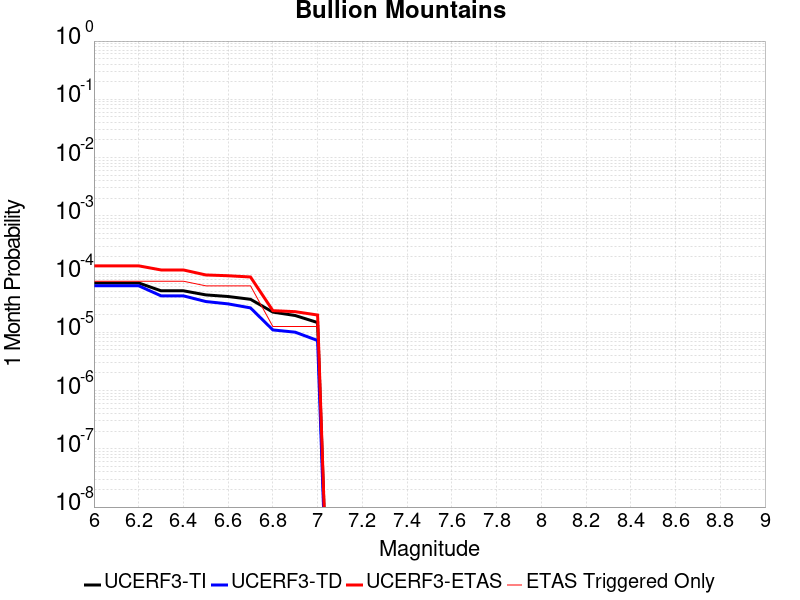 Bullion Mountains
1 Month Probability
10^0
10^-1
10^-2
10^-3
10^-4
10^-5
10^-6
10^-7
10^-8
6 6.2 6.4 6.6 6.8 7 7.2 7.4 7.6 7.8 8 8.2 8.4 8.6 8.8 9
Magnitude
UCERF3-TI UCERF3-TD UCERF3-ETAS ETAS Triggered Only